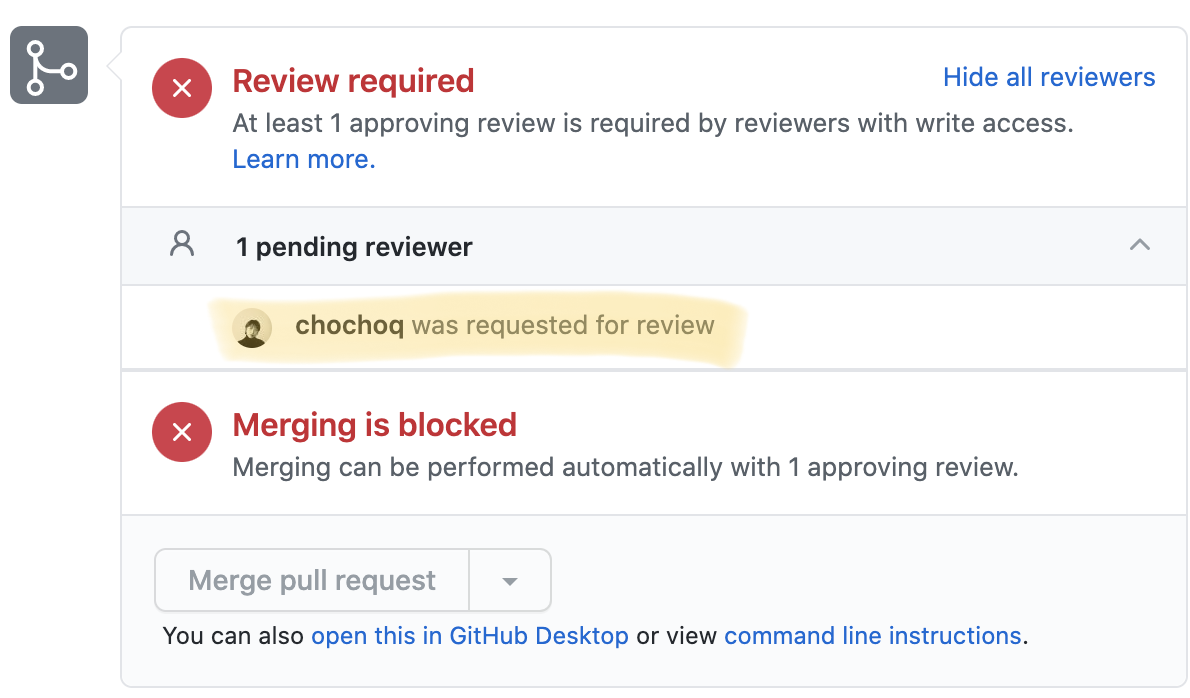 Review required
Hide all reviewers
At least 1 approving review is required by reviewers with write access.
Learn more.
1 pending reviewer
chochoq was requested for review
Merging is blocked
Merging can be performed automatically with 1 approving review.
Merge pull request
You can also open this in GitHub Desktop or view command line instructions.